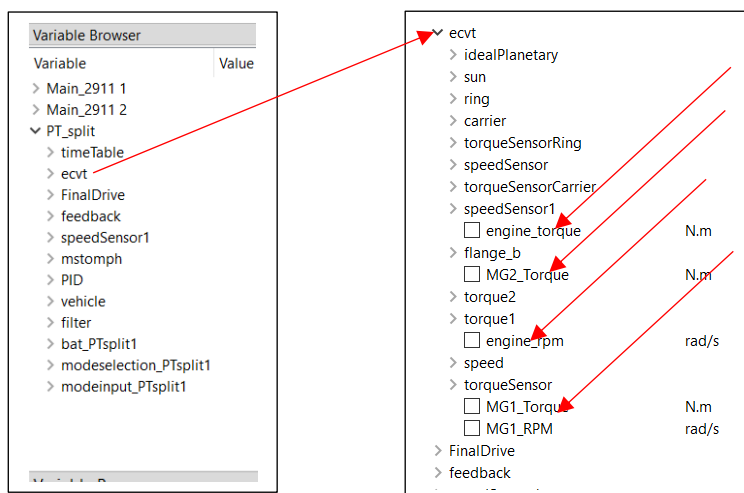 Variable Browser
Variable Value
Main_2911 1
Main_2911 2
PT_split
timeTable
ecvt
FinalDrive
feedback
speedSensor1
mstomph
PID
vehicle
filter
bat_PTsplit1
modeselection_PTsplit1
modeinput_PTsplit1
ecvt
idealPlanetary
sun
ring
carrier
torqueSensorRing
speedSensor
torqueSensorCarrier
speedSensor1
engine_torque N.m
flange_b
MG2_Torque N.m
torque2
torque1
engine_rpm rad/s
speed
torqueSensor
MG1_Torque N.m
MG1_RPM rad/s
FinalDrive
feedback